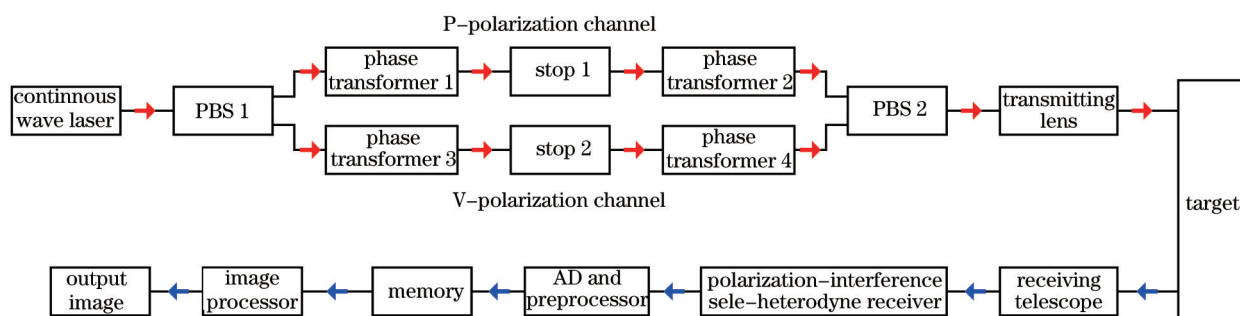 P-polarization channel
continnous
wave laser
PBS 1
phase
transformer 1
stop 1
phase
transformer 2
phase
transformer 3
stop 2
phase
transformer 4
PBS 2
transmitting
lens
V-polarization channel
target
output
image
image
processor
memory
AD and
preprocessor
polarization-interference
sele-heterodyne receiver
receiving
telescope